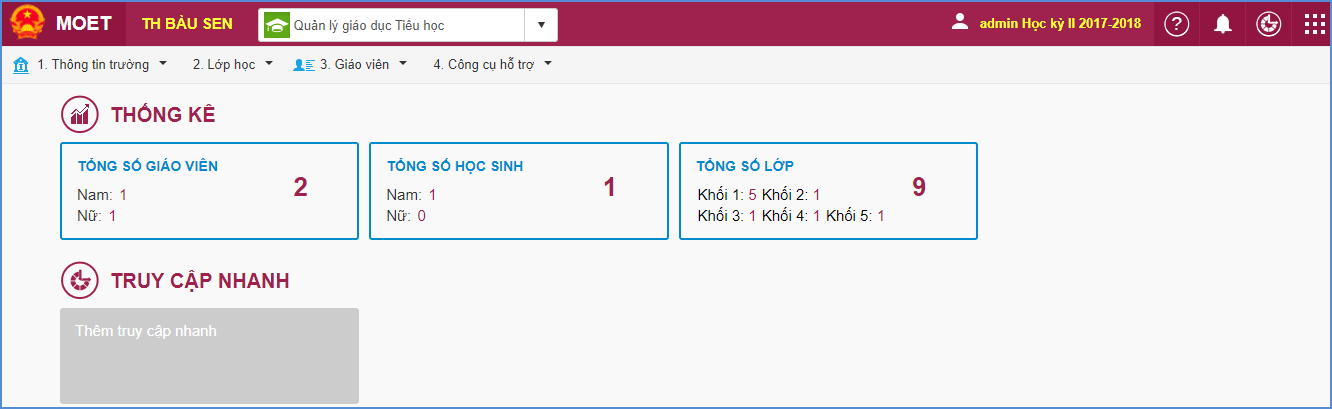 MOET TH BÀU SEN Quản lý giáo dục Tiểu học admin Học kỳ II 2017-2018 ?
1. Thông tin trường 2. Lớp học 3. Giáo viên 4. Công cụ hỗ trợ
THỐNG KÊ
TỔNG SỐ GIÁO VIÊN
Nam: 1
Nữ: 1
2
TỔNG SỐ HỌC SINH
Nam: 1
Nữ: 0
1
TỔNG SỐ LỚP
Khối 1: 5 Khối 2: 1
Khối 3: 1 Khối 4: 1 Khối 5: 1
9
TRUY CẬP NHANH
Thêm truy cập nhanh